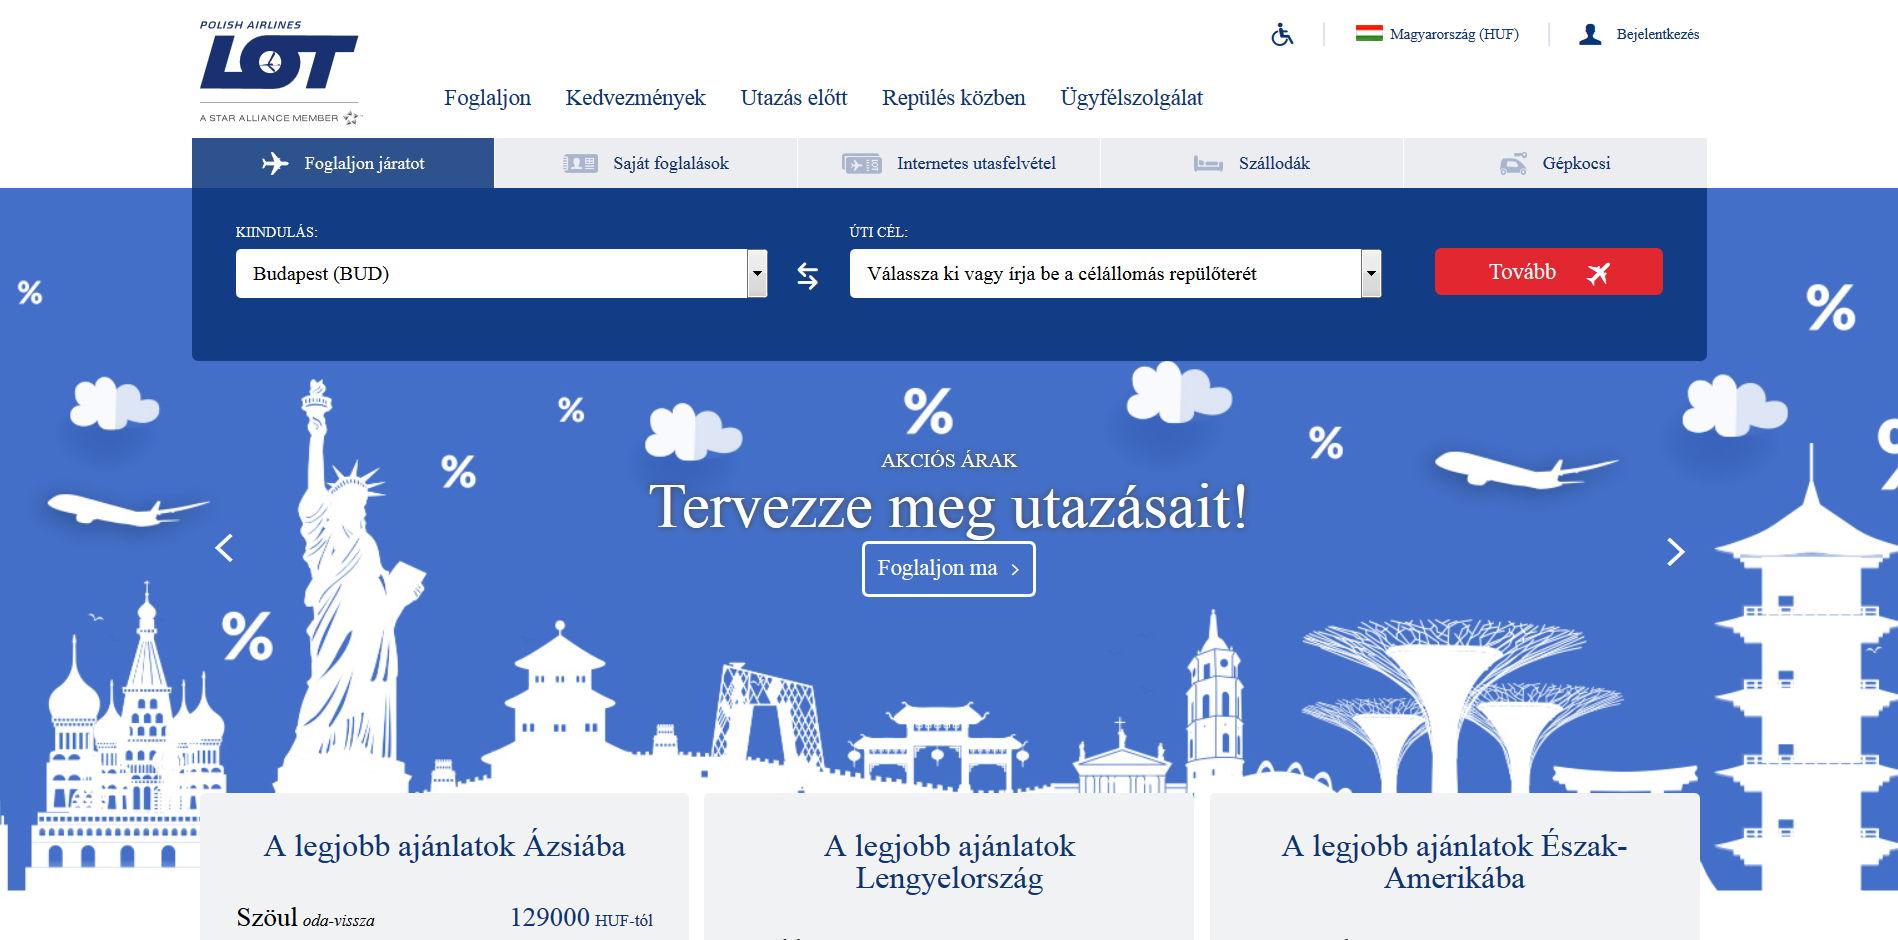 POLISH AIRLINES
LOT
A STAR ALLIANCE MEMBER
Magyarország (HUF)
Bejelentkezés
Foglaljon
Kedvezmények
Utazás előtt
Repülés közben
Ügyfélszolgálat
Foglaljon járatot
Saját foglalások
Internetes utasfelvétel
Szállodák
Gépkocsi
KIINDULÁS:
ÚTI CÉL:
Budapest (BUD)
Válassza ki vagy írja be a célállomás repülőterét
Tovább
AKCIÓS ÁRAK
Tervezze meg utazásait!
Foglaljon ma
A legjobb ajánlatok Ázsiába
Szöul oda-vissza 129000 HUF-tól
A legjobb ajánlatok
Lengyelország
A legjobb ajánlatok Észak-
Amerikába